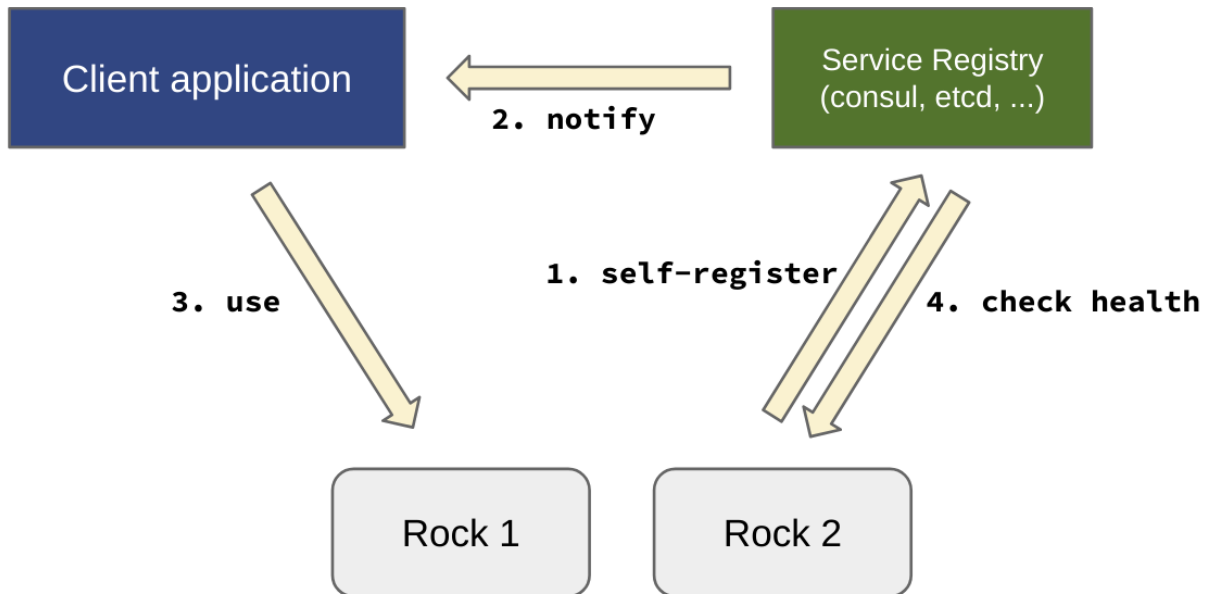 Client application
Service Registry
(consul, etcd, ...)
2. notify
1. self-register
3. use
4. check health
Rock 1
Rock 2